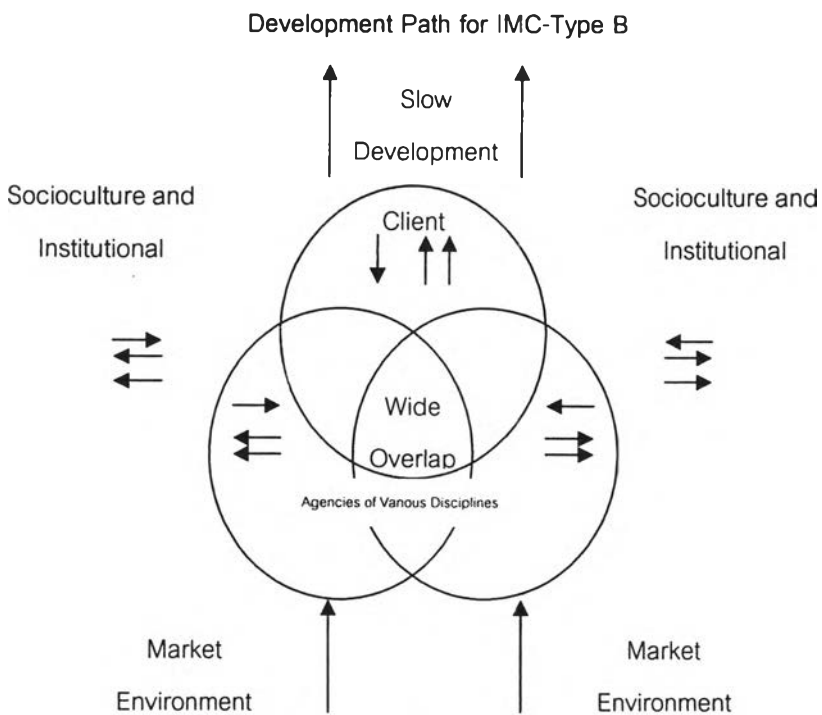 Development Path for IMC-Type B
Slow
Development
Socioculture and
Institutional
Socioculture and
Institutional
Client
Wide
Overlap
Agencies of Vanous Disciplines
Market
Environment
Market
Environment